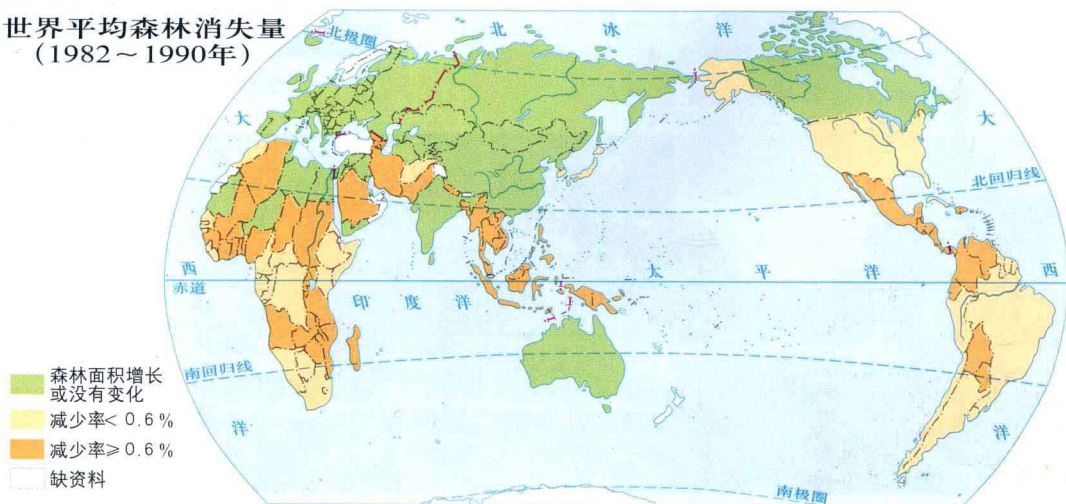 世界平均森林消失量
(1982～1990年)
北极圈
北 冰 洋
大
大
北回归线
西
赤道
印 度 洋
太 平 洋
西
南回归线
洋
洋
南极圈
森林面积增长
或没有变化
减少率< 0.6%
减少率≥ 0.6%
缺资料